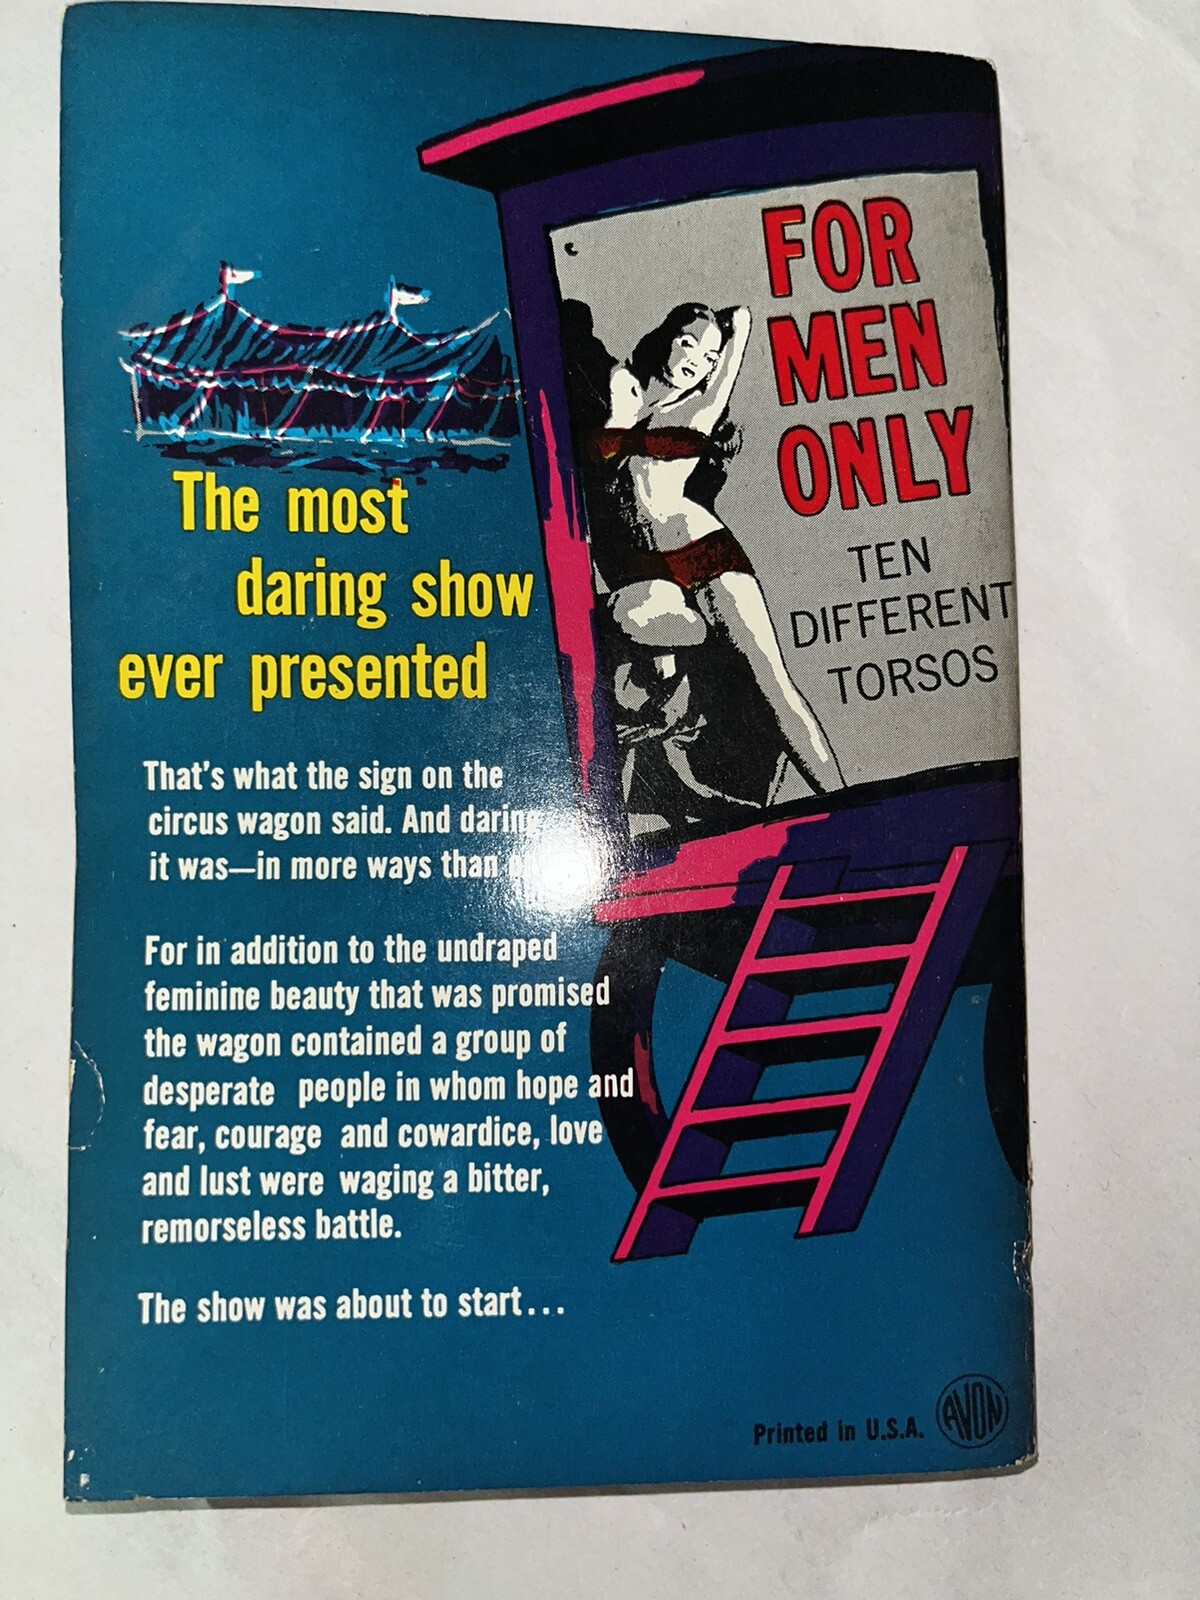 FOR
MEN
ONLY
TEN
DIFFERENT
TORSOS
The most
daring show
ever presented
That's what the sign on the
circus wagon said. And daring
it was—in more ways than
For in addition to the undraped
feminine beauty that was promised
the wagon contained a group of
desperate people in whom hope and
fear, courage and cowardice, love
and lust were waging a bitter,
remorseless battle.
The show was about to start...
Printed in U.S.A.
AVON